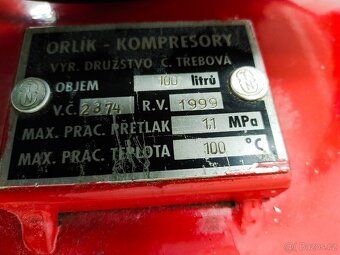 ORLÍK - KOMPRESORY
VÝR. DRUŽSTVO Č. TŘEBOVÁ
OBJEM 100 litrů
V.Č. 2374 R.V. 1999
MAX. PRAC. PŘETLAK 1,1 MPa
MAX. PRAC. TEPLOTA 100 °C